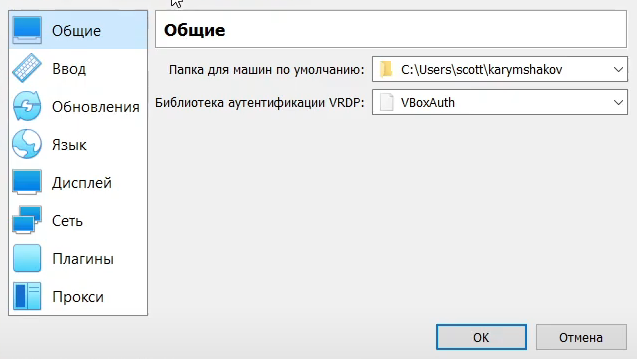 Общие
Ввод
Обновления
Язык
Дисплей
Сеть
Плагины
Прокси
Общие
Папка для машин по умолчанию: C:\Users\scott\karymshakov
Библиотека аутентификации VRDP: VBoxAuth
OK
Отмена